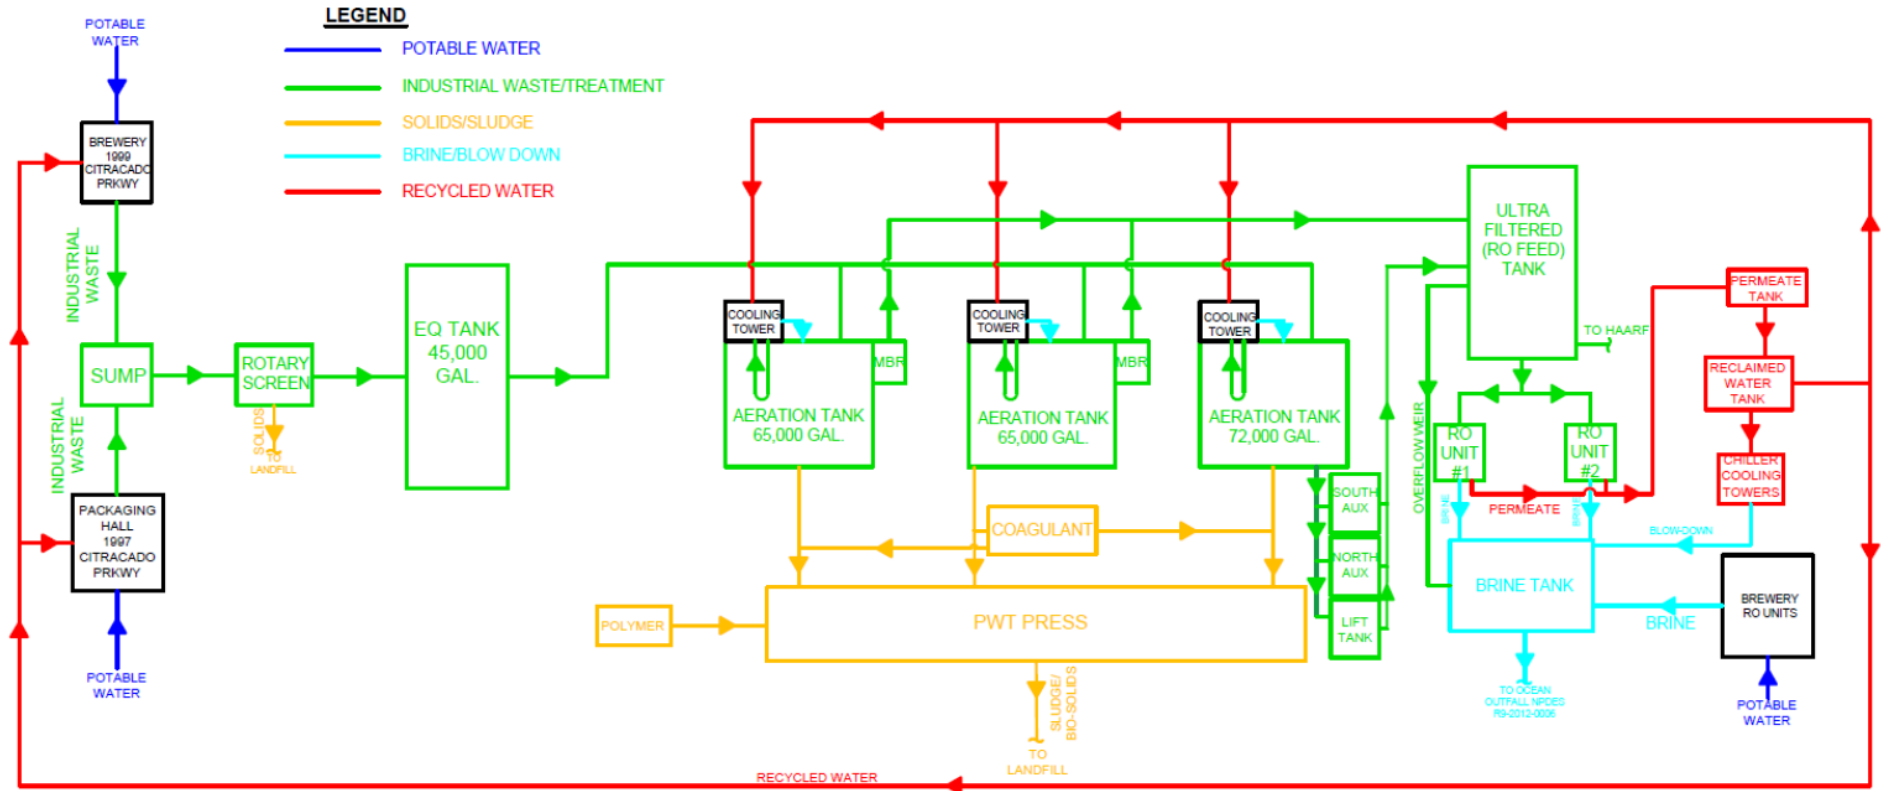 LEGEND
POTABLE WATER
INDUSTRIAL WASTE/TREATMENT
SOLIDS/SLUDGE
BRINE/BLOW DOWN
RECYCLED WATER
POTABLE
WATER
BREWERY
1999
CITRACADO
PRKWY
INDUSTRIAL
WASTE
SUMP
INDUSTRIAL
WASTE
PACKAGING
HALL
1997
CITRACADO
PRKWY
POTABLE
WATER
ROTARY
SCREEN
SOLIDS
TO
LANDFILL
EQ TANK
45,000
GAL.
COOLING
TOWER
MBR
AERATION TANK
65,000 GAL.
COOLING
TOWER
MBR
AERATION TANK
65,000 GAL.
COOLING
TOWER
AERATION TANK
72,000 GAL.
SOUTH
AUX
NORTH
AUX
LIFT
TANK
COAGULANT
POLYMER
PWT PRESS
SLUDGE/
BIO-SOLIDS
TO
LANDFILL
ULTRA
FILTERED
(RO FEED)
TANK
TO HAARF
OVERFLOW WEIR
RO
UNIT
#1
RO
UNIT
#2
BRINE
BRINE
PERMEATE
PERMEATE
TANK
RECLAIMED
WATER
TANK
CHILLER
COOLING
TOWERS
BLOW-DOWN
BRINE TANK
BRINE
BREWERY
RO UNITS
POTABLE
WATER
TO OCEAN
OUTFALL NPDES
R9-2012-0006
RECYCLED WATER